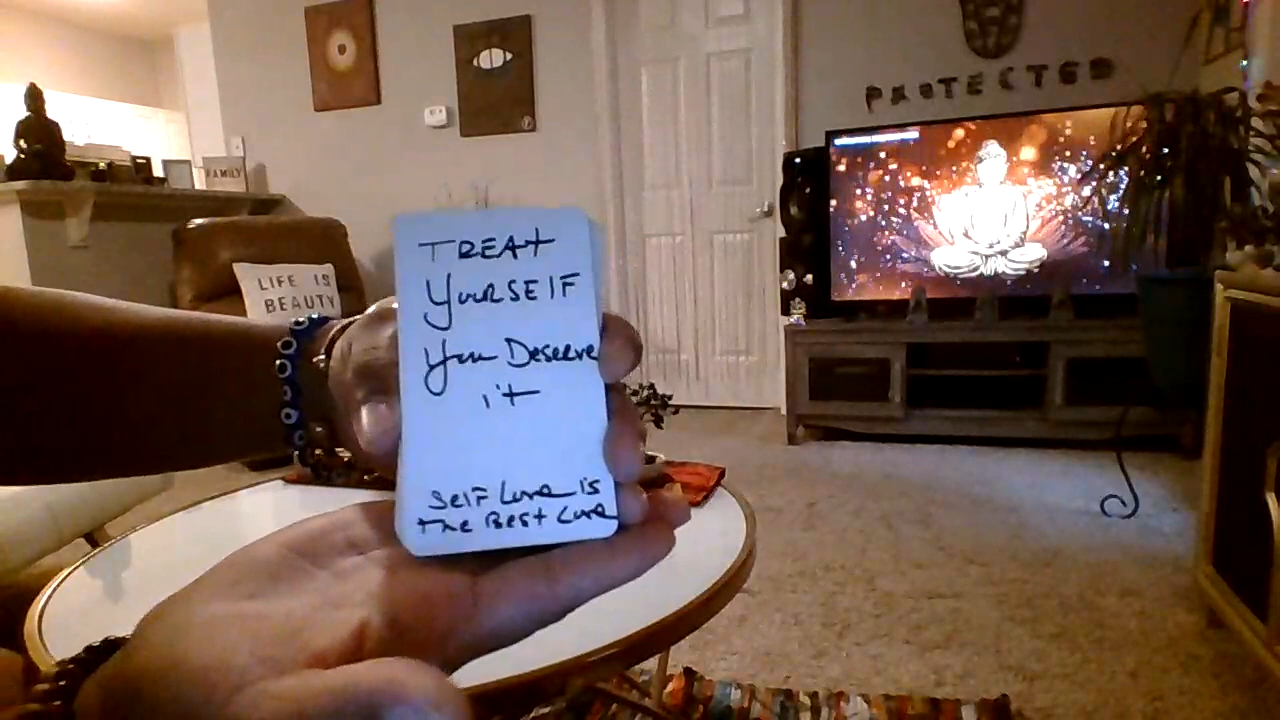 PROTECTED
FAMILY
LIFE IS
BEAUTY
TREAT
YOURSELF
You Deserve
it
Self Love is
The Best Love